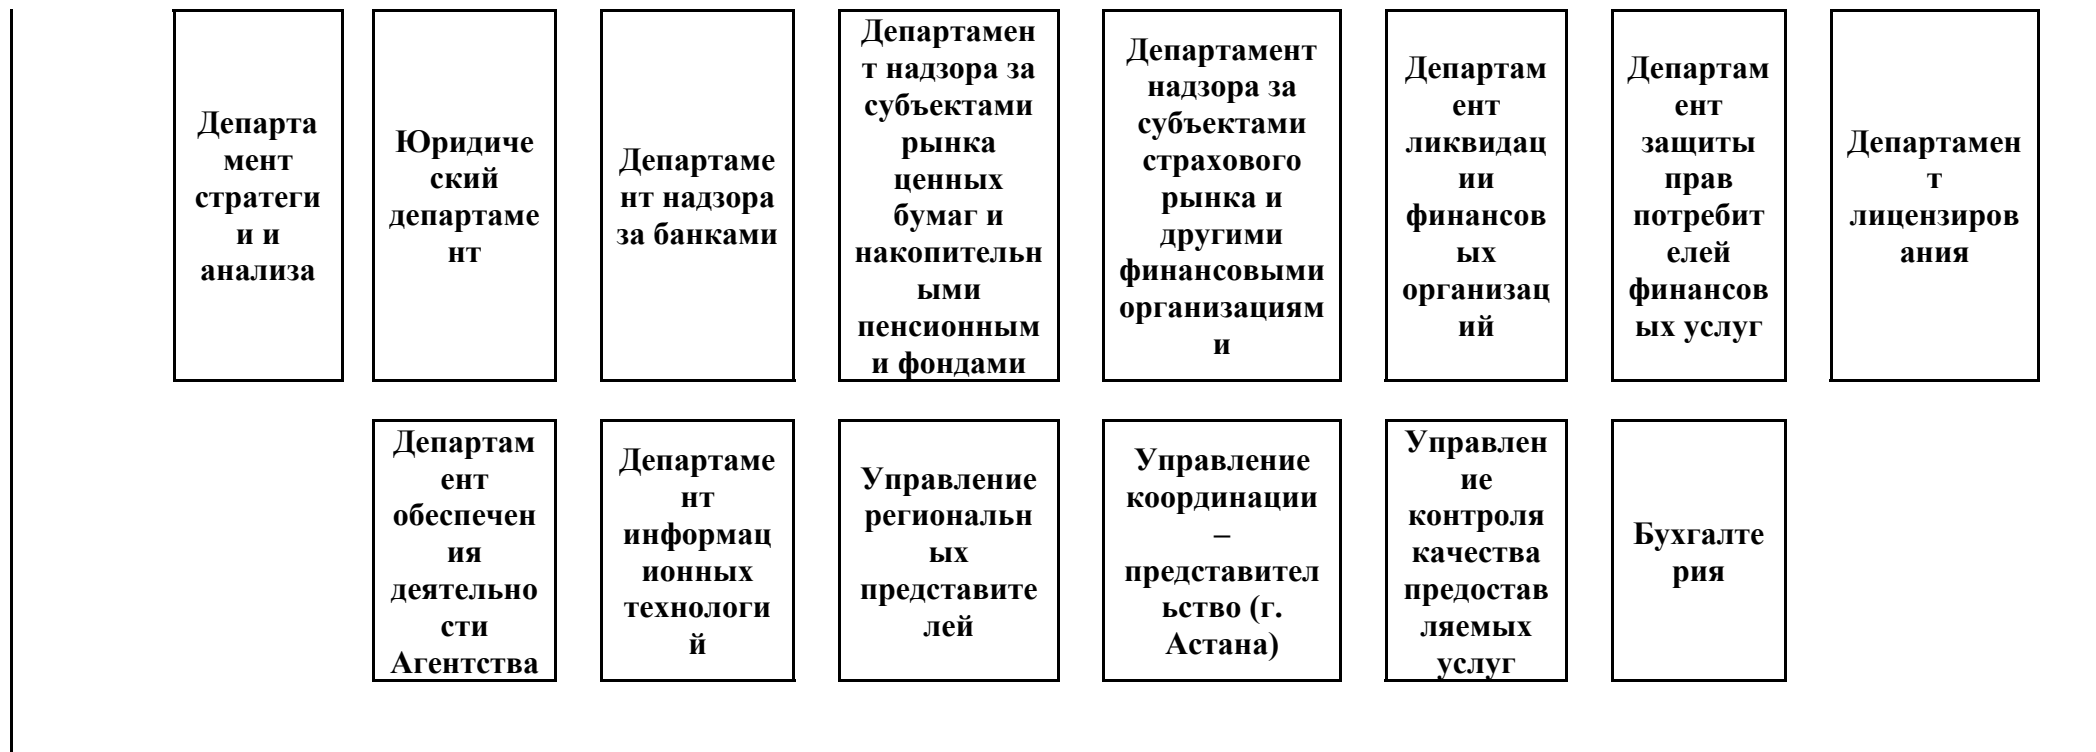 Департа
мент
стратеги
и и
анализа
Юридиче
ский
департаме
нт
Департаме
нт надзора
за банками
Департамен
т надзора за
субъектами
рынка
ценных
бумаг и
накопительн
ыми
пенсионным
и фондами
Департамент
надзора за
субъектами
страхового
рынка и
другими
финансовыми
организациям
и
Департам
ент
ликвидац
ии
финансов
ых
организац
ий
Департам
ент
защиты
прав
потребит
елей
финансов
ых услуг
Департамен
т
лицензиров
ания
Департам
ент
обеспечен
ия
деятельно
сти
Агентства
Департаме
нт
информац
ионных
технологи
й
Управление
региональн
ых
представите
лей
Управление
координации
–
представител
ьство (г.
Астана)
Управлен
ие
контроля
качества
предостав
ляемых
услуг
Бухгалте
рия